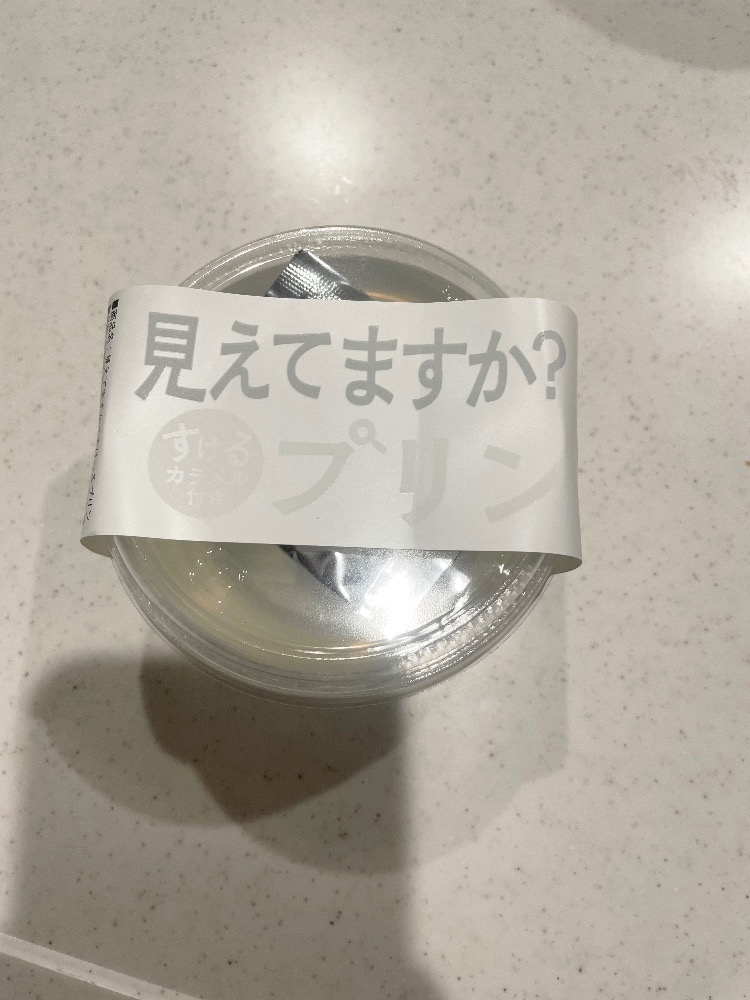 見えてますか?
すける
カラメル
付き
プリン